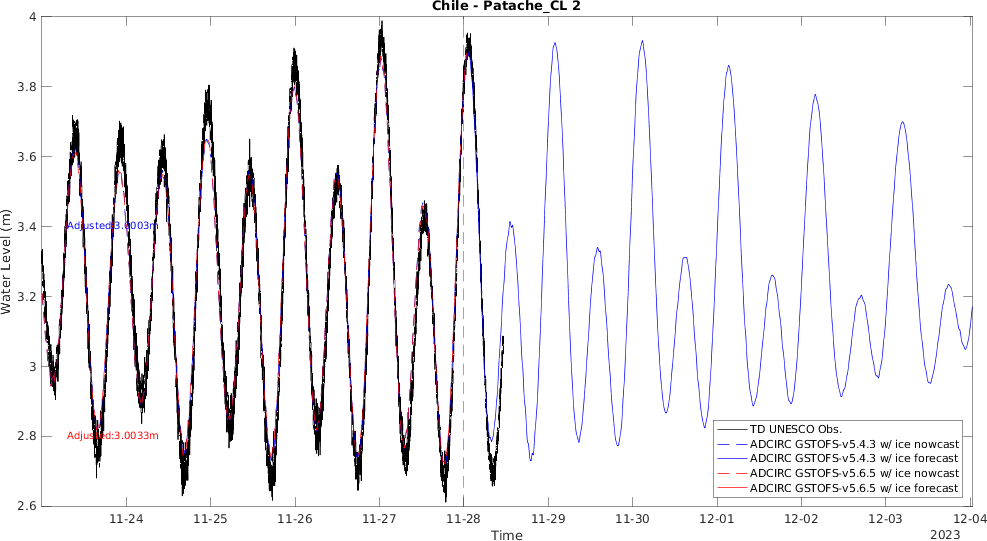 Chile - Patache_CL 2
4
3.8
3.6
3.4
3.2
3
2.8
2.6
Water Level (m)
Adjusted:3.0003m
Adjusted:3.0033m
TD UNESCO Obs.
ADCIRC GSTOFS-v5.4.3 w/ ice nowcast
ADCIRC GSTOFS-v5.4.3 w/ ice forecast
ADCIRC GSTOFS-v5.6.5 w/ ice nowcast
ADCIRC GSTOFS-v5.6.5 w/ ice forecast
11-24
11-25
11-26
11-27
11-28
11-29
11-30
12-01
12-02
12-03
12-04
Time
2023